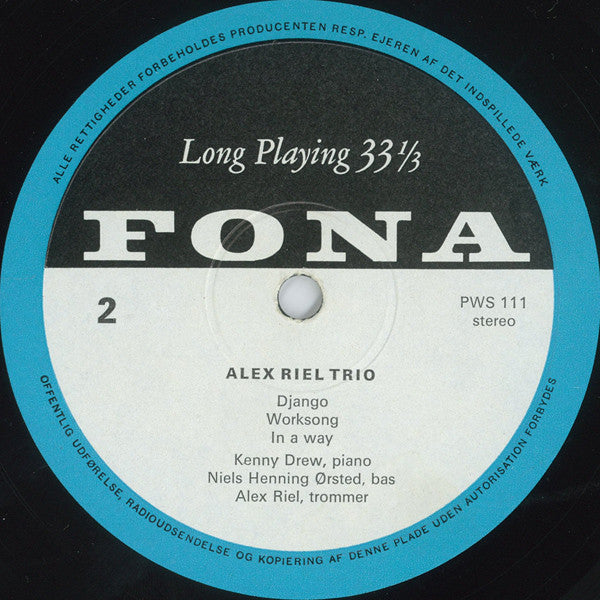 ALLE RETTIGHEDER FORBEHOLDES PRODUCENTEN RESP. EJEREN AF DET INDSPILLEDE VÆRK
Long Playing 33 1/3
FONA
2
PWS 111
stereo
ALEX RIEL TRIO
Django
Worksong
In a way
Kenny Drew, piano
Niels Henning Ørsted, bas
Alex Riel, trommer
OFFENTLIG UDFØRELSE, RADIOUDSENDELSE OG KOPIERING AF DENNE PLADE UDEN AUTORISATION FORBYDES